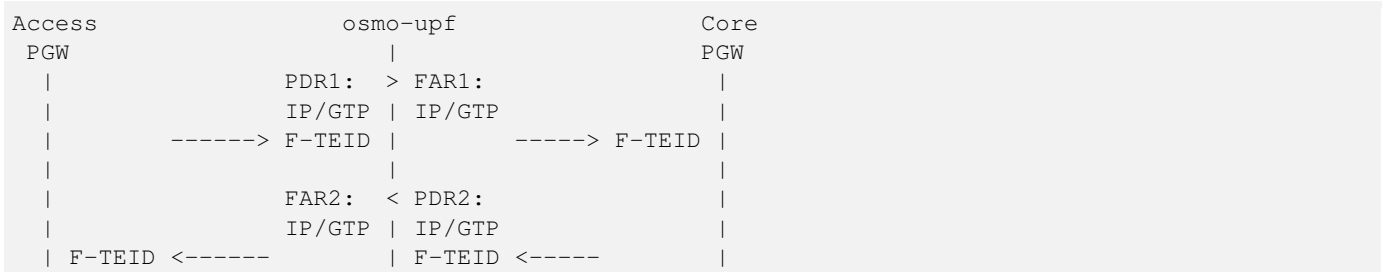 Access                   osmo-upf                  Core
 PGW                         |                     PGW
  |                  PDR1:  > FAR1:                 |
  |                  IP/GTP | IP/GTP                |
  |          ------> F-TEID |        -----> F-TEID |
  |                         |                       |
  |                  FAR2:  < PDR2:                 |
  |                  IP/GTP | IP/GTP                |
  | F-TEID <------          | F-TEID <-----         |